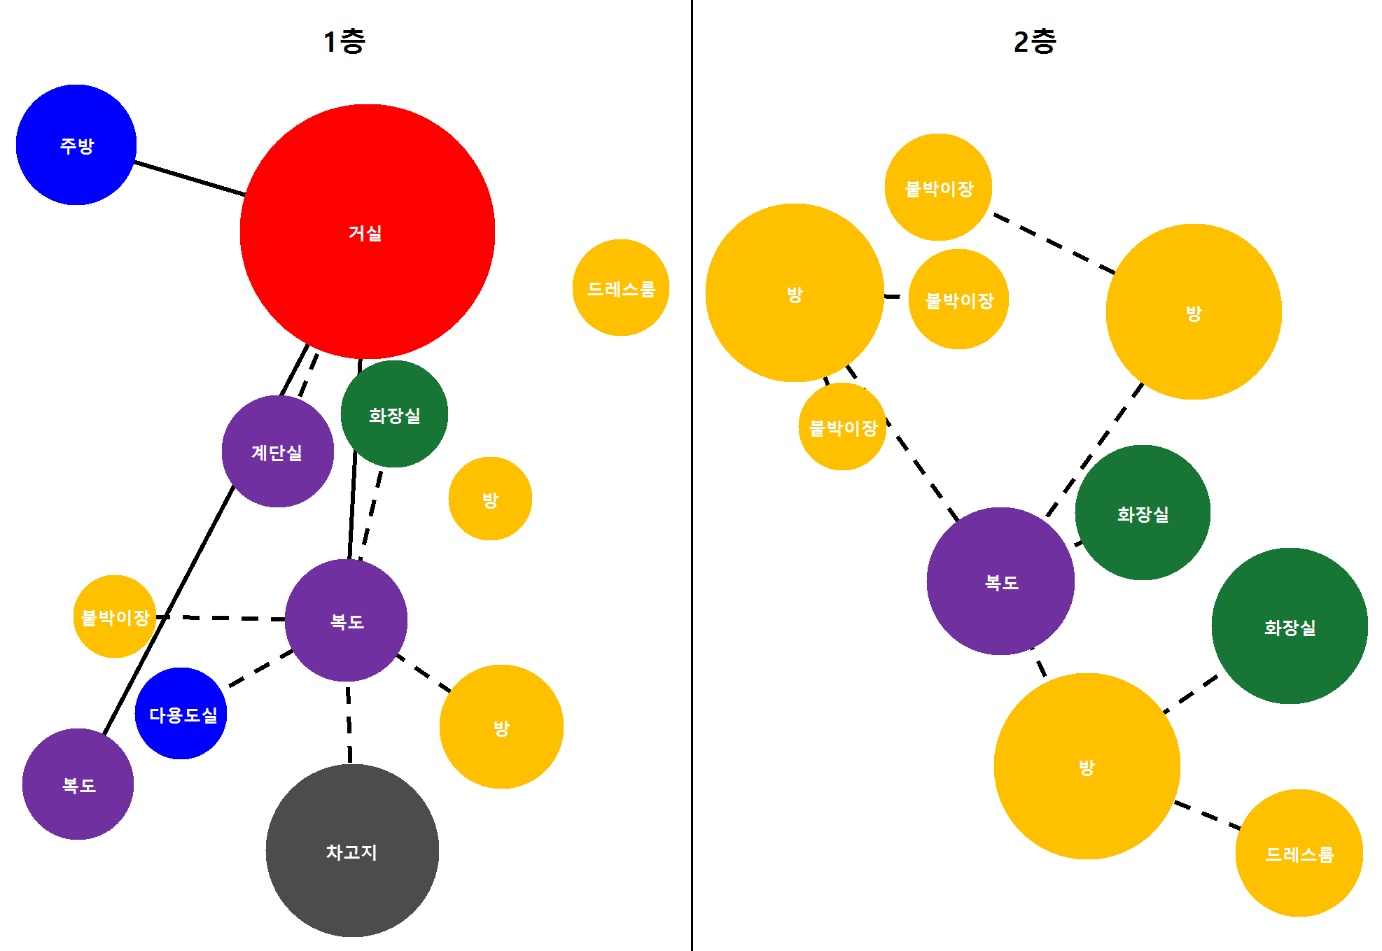 1층
주방
거실
드레스룸
화장실
계단실
방
붙박이장
복도
다용도실
방
복도
차고지
2층
붙박이장
방
붙박이장
방
붙박이장
화장실
복도
화장실
방
드레스룸